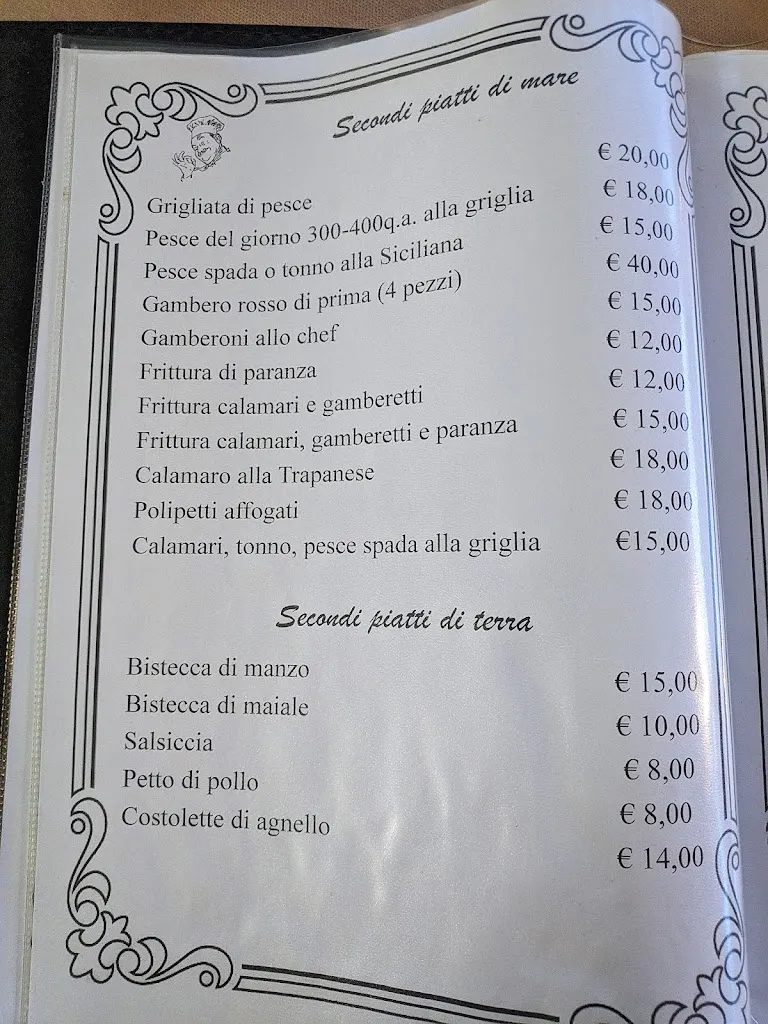 Secondi piatti di mare
Grigliata di pesce € 20,00
Pesce del giorno 300-400q.a. alla griglia € 18,00
Pesce spada o tonno alla Siciliana € 15,00
Gambero rosso di prima (4 pezzi) € 40,00
Gamberoni allo chef € 15,00
Frittura di paranza € 12,00
Frittura calamari e gamberetti € 12,00
Frittura calamari, gamberetti e paranza € 15,00
Calamaro alla Trapanese € 18,00
Polipetti affogati € 18,00
Calamari, tonno, pesce spada alla griglia €15,00
Secondi piatti di terra
Bistecca di manzo € 15,00
Bistecca di maiale € 10,00
Salsiccia € 8,00
Petto di pollo € 8,00
Costolette di agnello € 14,00